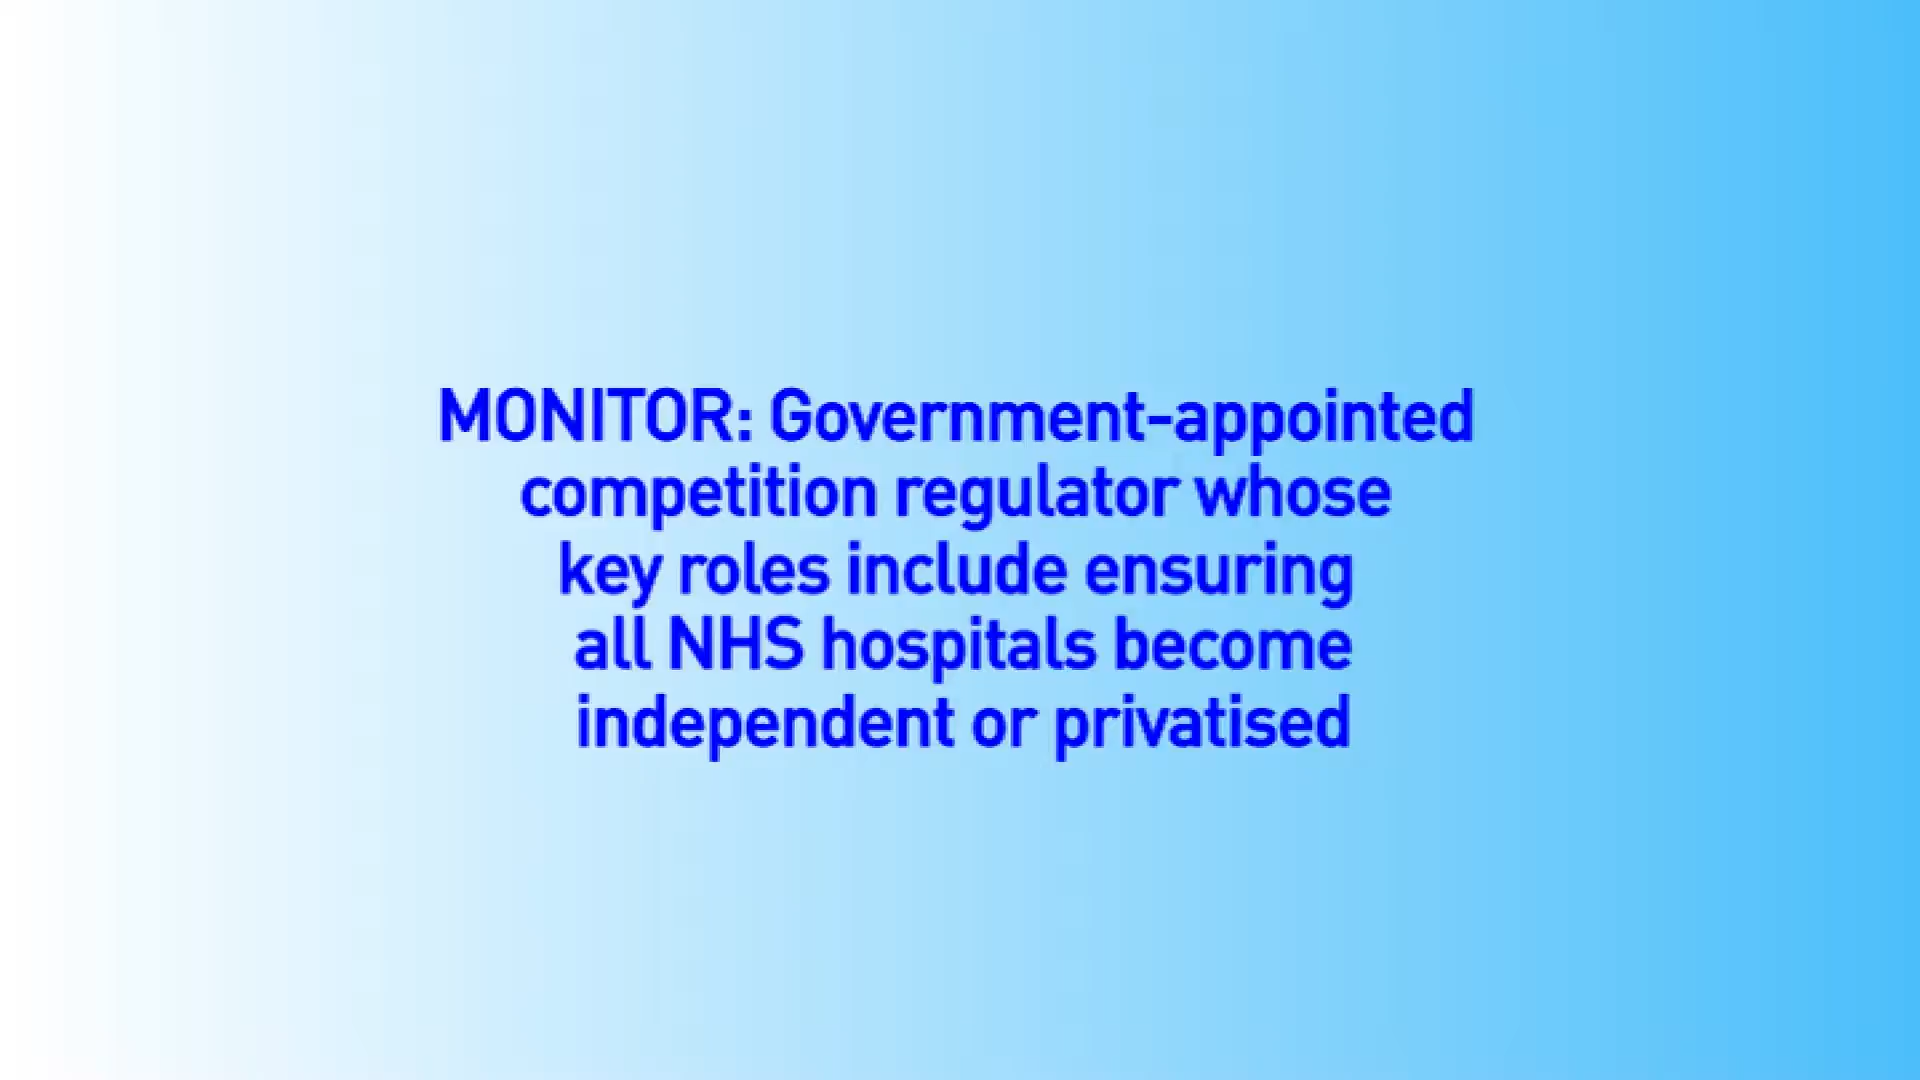 MONITOR: Government-appointed
competition regulator whose
key roles include ensuring
all NHS hospitals become
independent or privatised